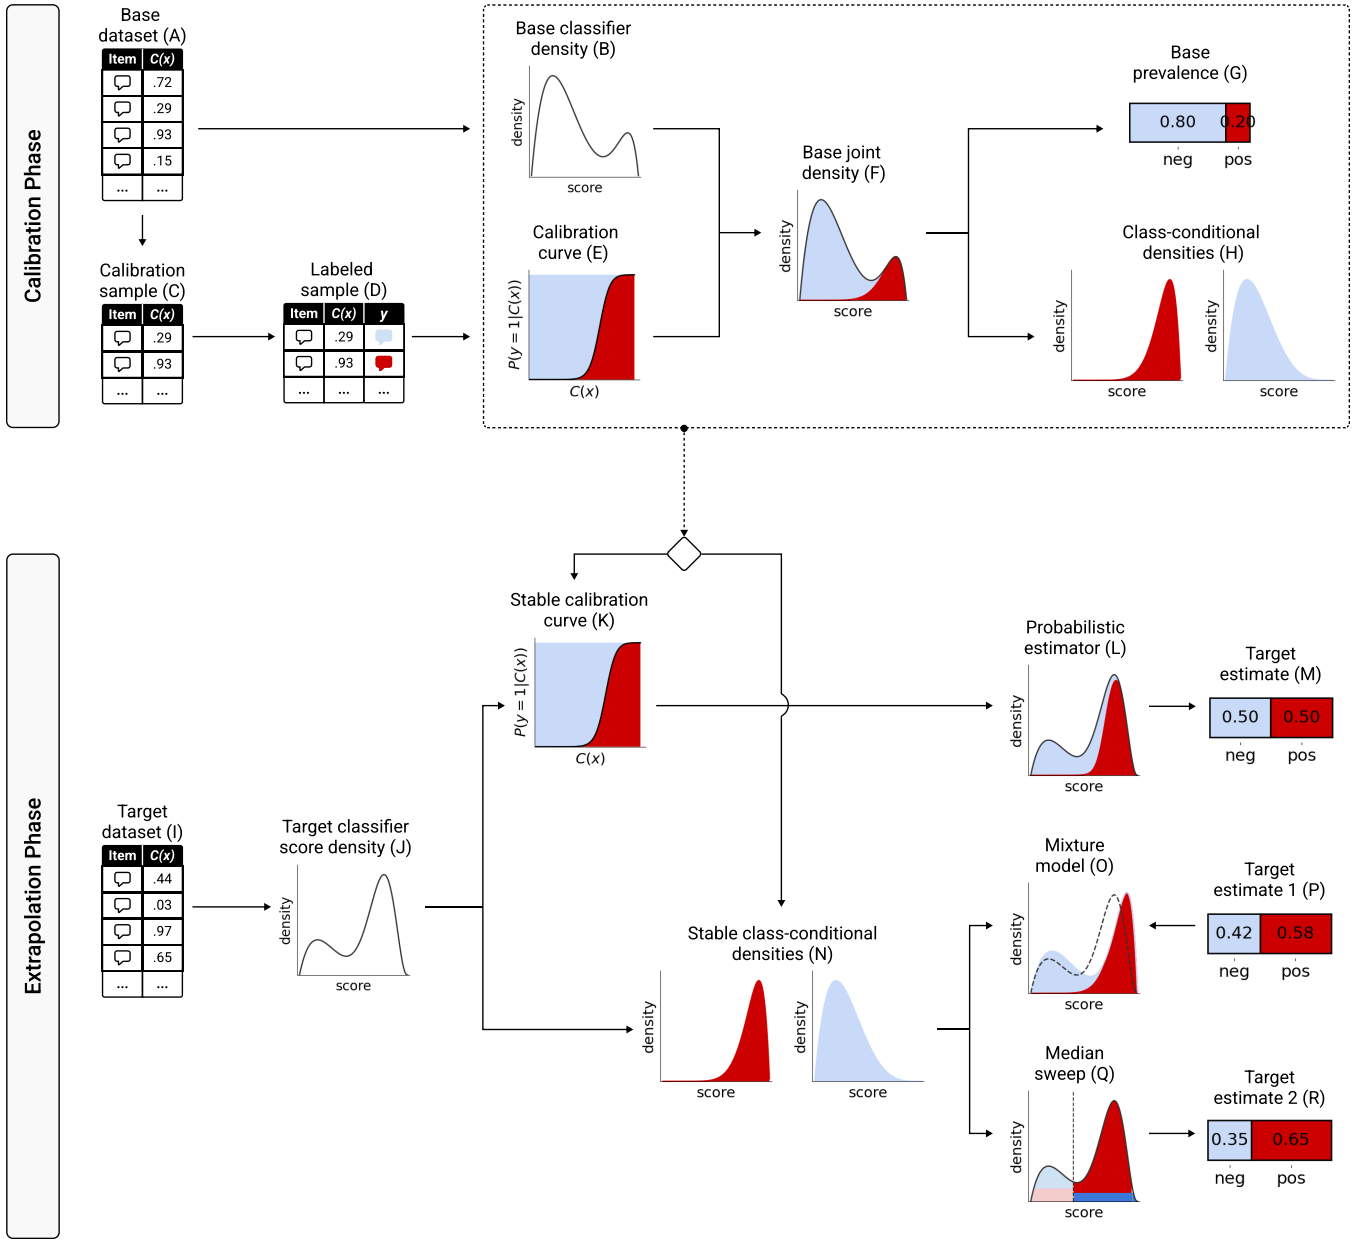 Calibration Phase
Base
dataset (A)
Item C(x)
.72
.29
.93
.15
... ...
Calibration
sample (C)
Item C(x)
.29
.93
... ...
Labeled
sample (D)
Item C(x) y
.29
.93
... ... ...
Base classifier
density (B)
density
score
Calibration
curve (E)
P(y = 1|C(x))
C(x)
Base joint
density (F)
density
score
Base
prevalence (G)
0.80 0.20
neg pos
Class-conditional
densities (H)
density
score
density
score
Extrapolation Phase
Target
dataset (I)
Item C(x)
.44
.03
.97
.65
... ...
Target classifier
score density (J)
density
score
Stable calibration
curve (K)
P(y = 1|C(x))
C(x)
Probabilistic
estimator (L)
density
score
Target
estimate (M)
0.50 0.50
neg pos
Stable class-conditional
densities (N)
density
score
density
score
Mixture
model (O)
density
score
Target
estimate 1 (P)
0.42 0.58
neg pos
Median
sweep (Q)
density
score
Target
estimate 2 (R)
0.35 0.65
neg pos